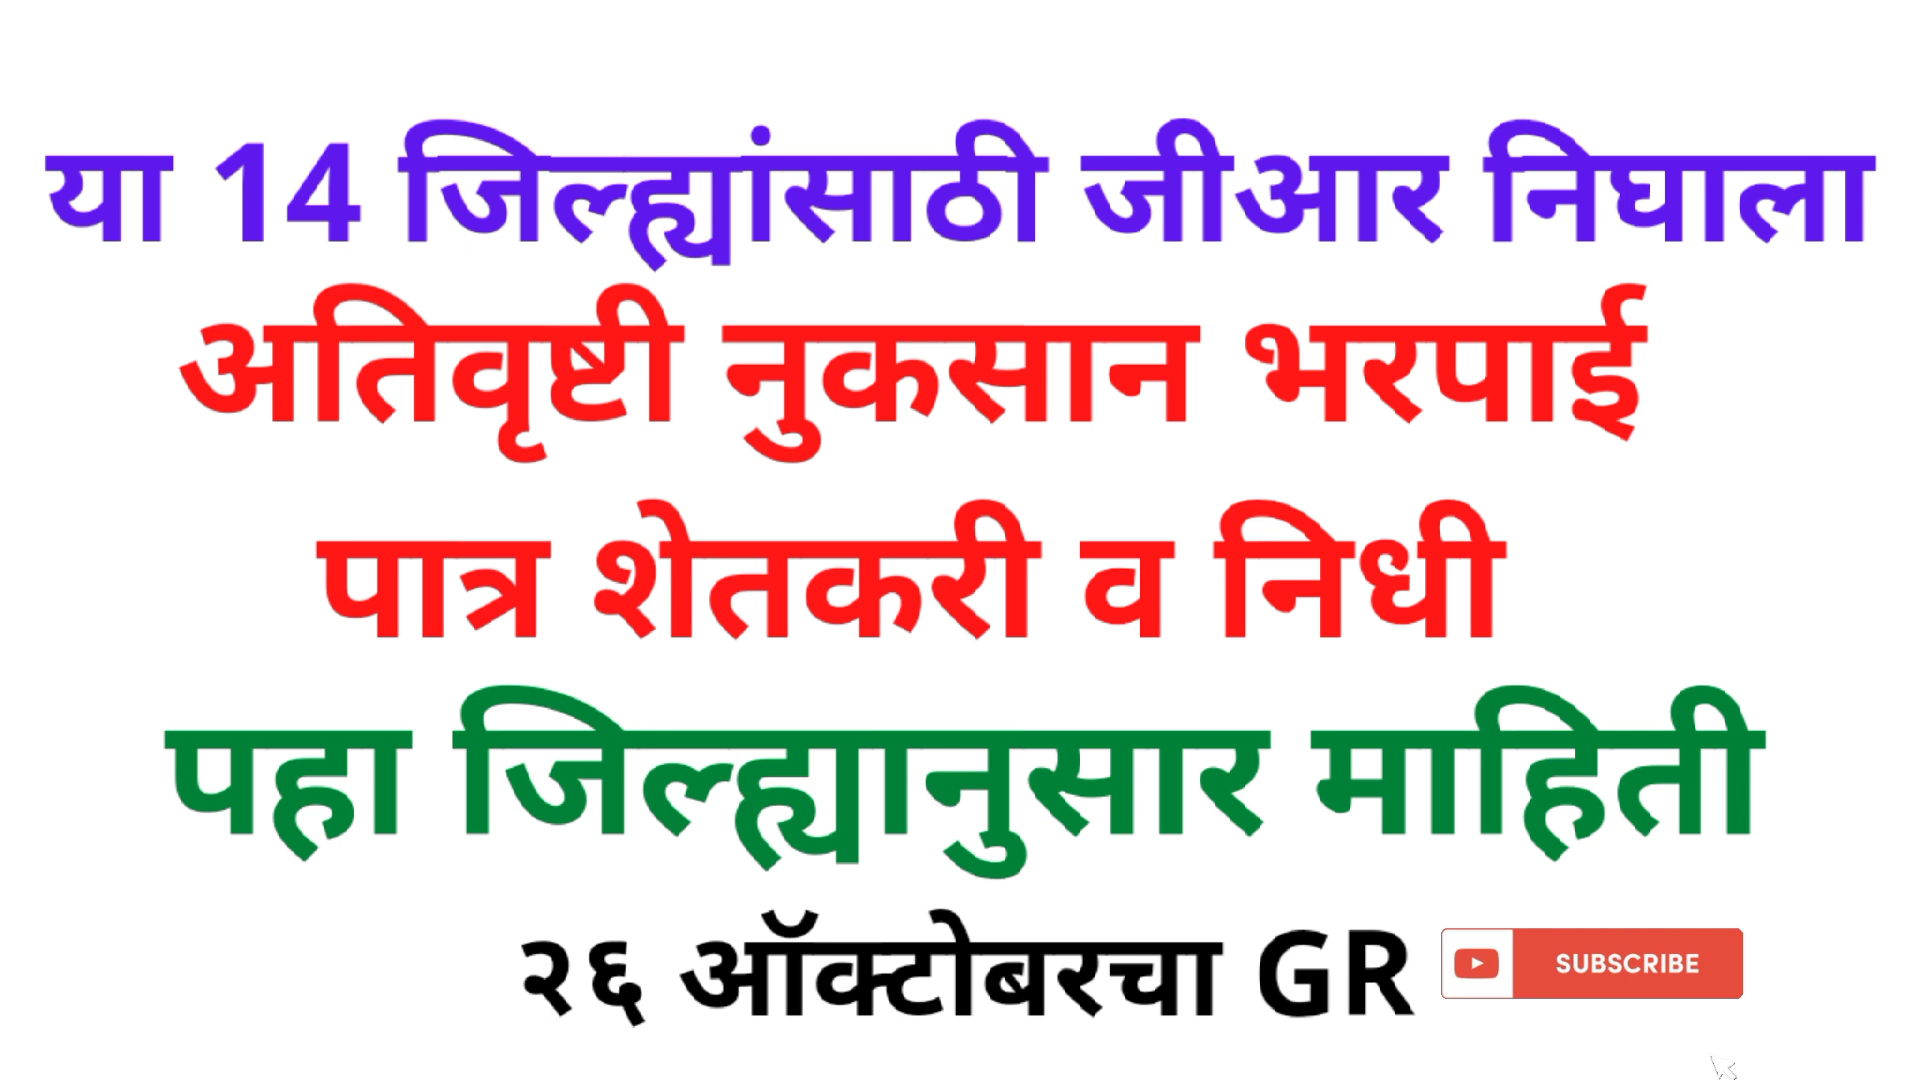 या 14 जिल्ह्यांसाठी जीआर निघाला
अतिवृष्टी नुकसान भरपाई
पात्र शेतकरी व निधी
पहा जिल्ह्यानुसार माहिती
२६ ऑक्टोबरचा GR
SUBSCRIBE